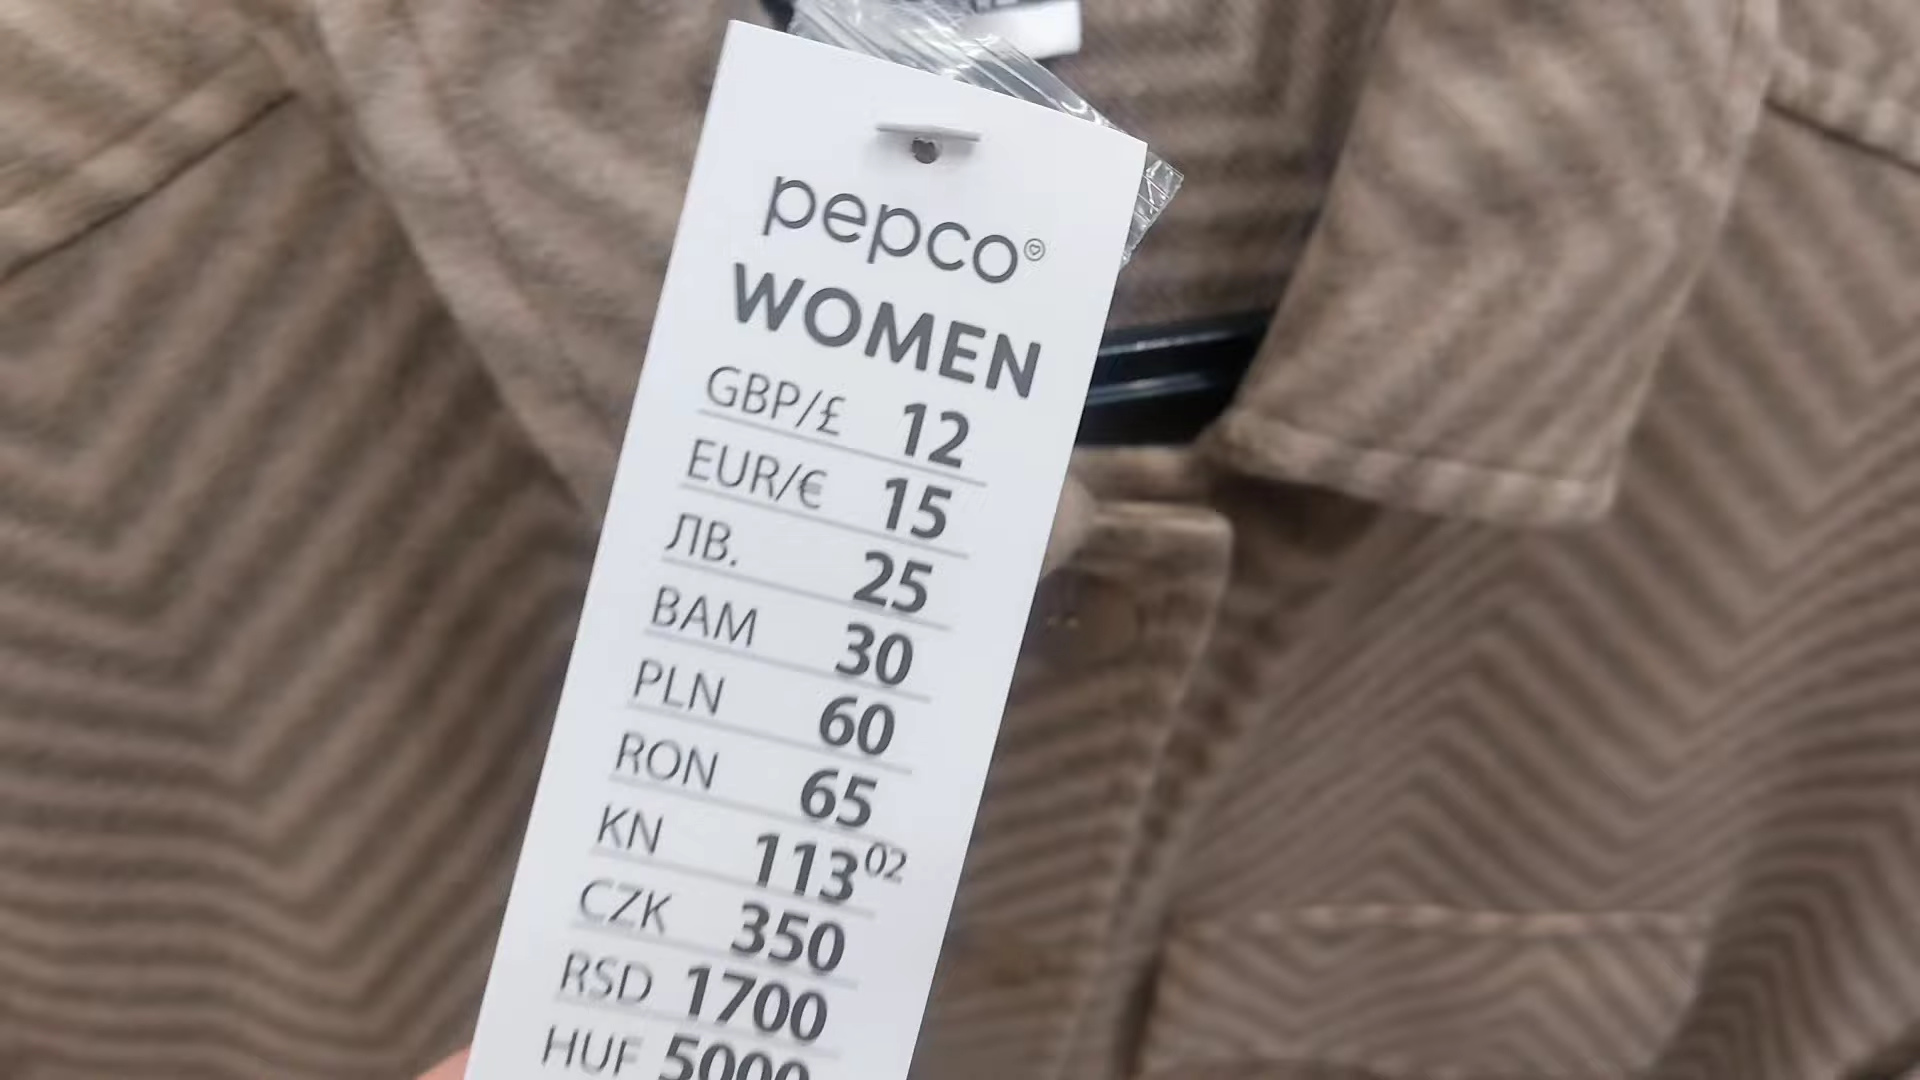 pepco
WOMEN
GBP/£ 12
EUR/€ 15
ЛВ. 25
BAM 30
PLN 60
RON 65
KN 113⁰²
CZK 350
RSD 1700
HUF 5000